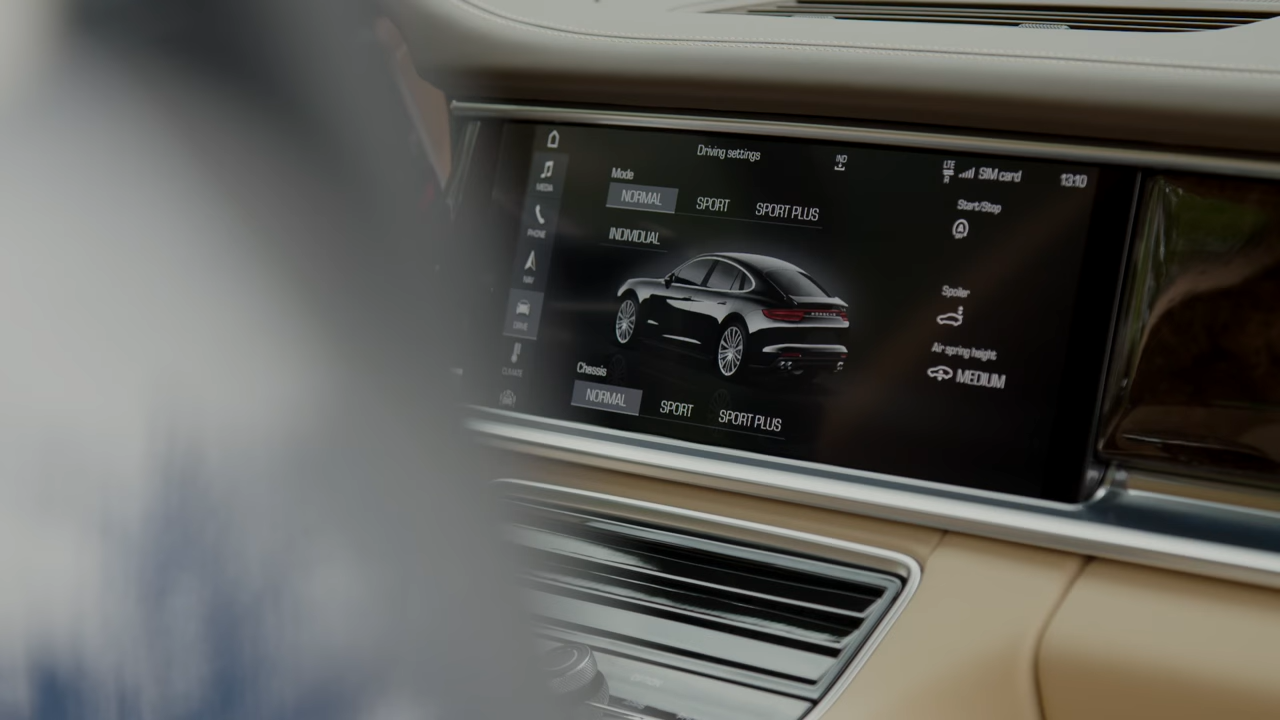 Driving settings
IND
LTE
SIM card
13:10
MEDIA
PHONE
NAV
DRIVE
CLIMATE
Mode
NORMAL SPORT SPORT PLUS
INDIVIDUAL
Chassis
NORMAL SPORT SPORT PLUS
Start/Stop
Spoiler
Air spring height
MEDIUM